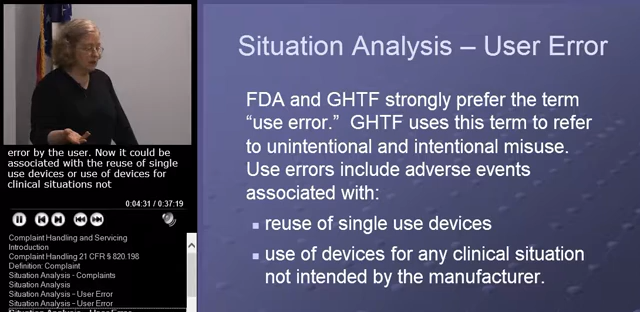 Situation Analysis – User Error
FDA and GHTF strongly prefer the term
“use error.” GHTF uses this term to refer
to unintentional and intentional misuse.
Use errors include adverse events
associated with:
reuse of single use devices
use of devices for any clinical situation
not intended by the manufacturer.
error by the user. Now it could be
associated with the reuse of single
use devices or use of devices for
clinical situations not
0:04:31 / 0:37:19
Complaint Handling and Servicing
Introduction
Complaint Handling 21 CFR § 820.198
Definition: Complaint
Situation Analysis - Complaints
Situation Analysis
Situation Analysis – User Error
Situation Analysis – User Error
Situation Analysis – User Error